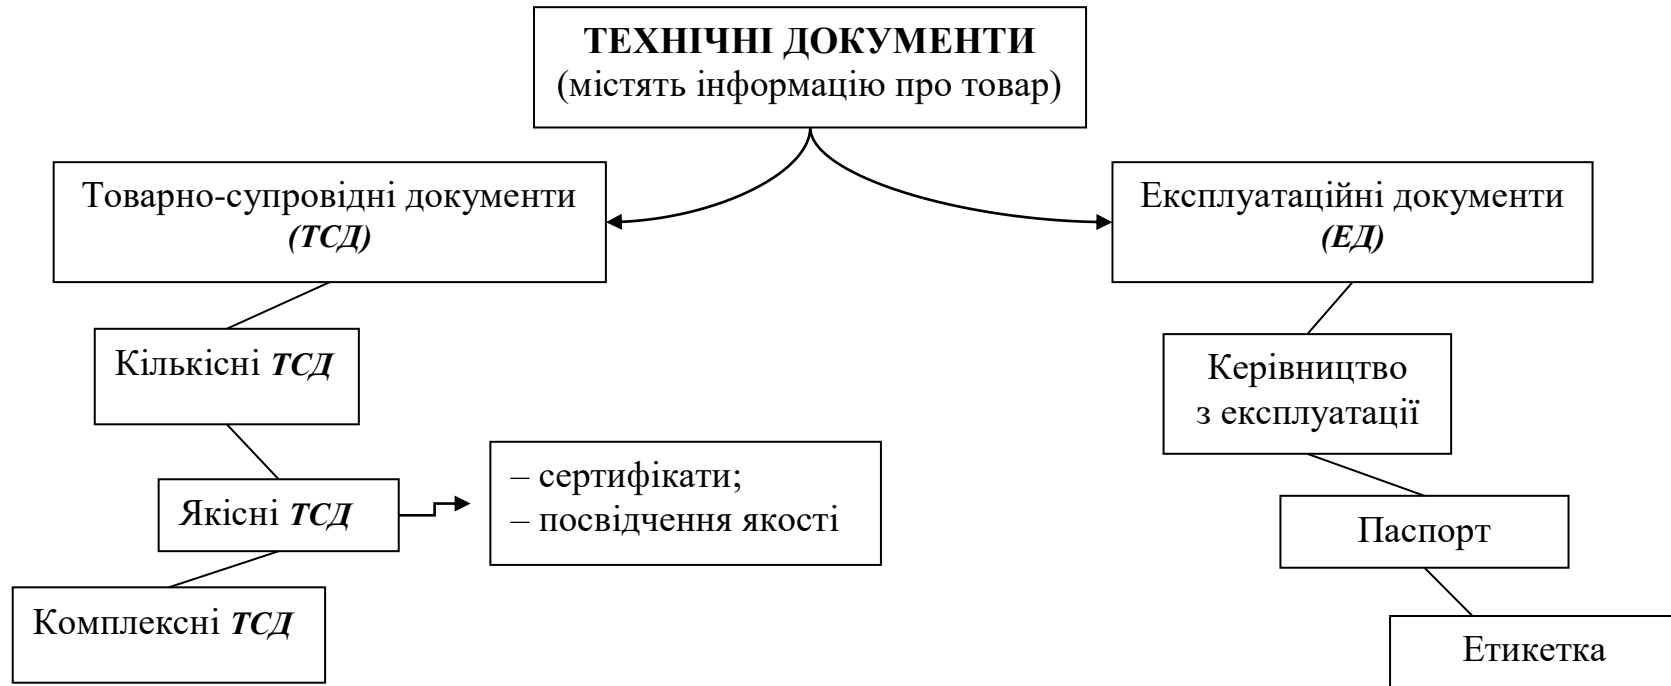 ТЕХНІЧНІ ДОКУМЕНТИ
(містять інформацію про товар)
Товарно-супровідні документи
(ТСД)
Експлуатаційні документи
(ЕД)
Кількісні ТСД
Керівництво
з експлуатації
– сертифікати;
– посвідчення якості
Якісні ТСД
Паспорт
Комплексні ТСД
Етикетка